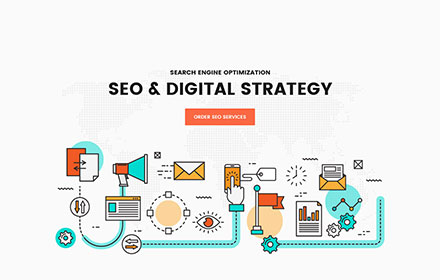 SEARCH ENGINE OPTIMIZATION
SEO & DIGITAL STRATEGY
ORDER SEO SERVICES